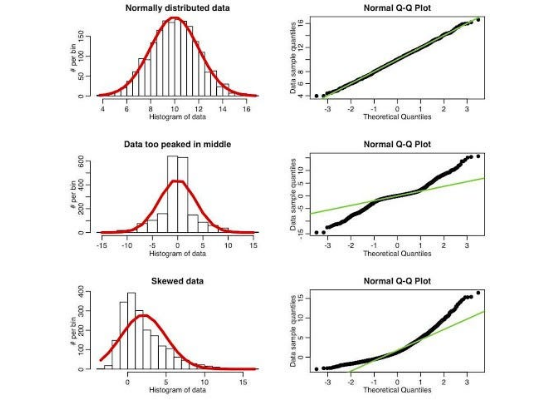 Normally distributed data
Normal Q-Q Plot
# per bin
0 50 100 150
4 6 8 10 12 14 16
Histogram of data
Data sample quantiles
4 6 8 10 12 16
-3 -2 -1 0 1 2 3
Theoretical Quantiles
Data too peaked in middle
Normal Q-Q Plot
# per bin
0 200 400 600
-15 -10 -5 0 5 10 15
Histogram of data
Data sample quantiles
-15 -5 0 5 10
-3 -2 -1 0 1 2 3
Theoretical Quantiles
Skewed data
Normal Q-Q Plot
# per bin
0 100 200 300 400
0 5 10 15
Histogram of data
Data sample quantiles
0 5 10 15
-3 -2 -1 0 1 2 3
Theoretical Quantiles